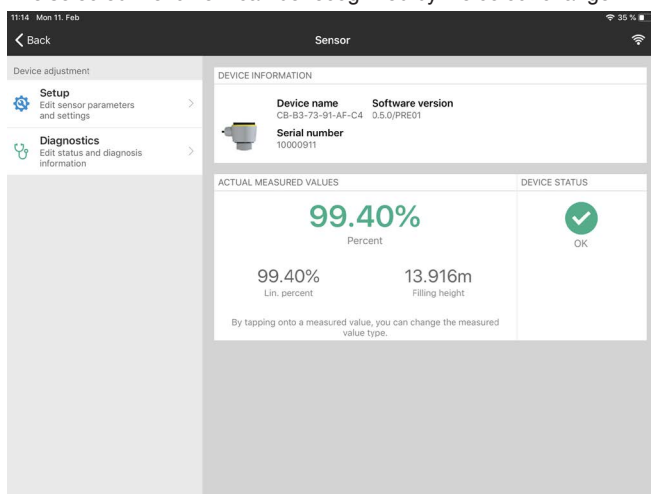 11:14 Mon 11. Feb
35 %
Back
Sensor
Device adjustment
Setup
Edit sensor parameters
and settings
Diagnostics
Edit status and diagnosis
information
DEVICE INFORMATION
Device name
CB-B3-73-91-AF-C4
Software version
0.5.0/PRE01
Serial number
10000911
ACTUAL MEASURED VALUES
99.40%
Percent
99.40%
Lin. percent
13.916m
Filling height
By tapping onto a measured value, you can change the measured
value type.
DEVICE STATUS
OK